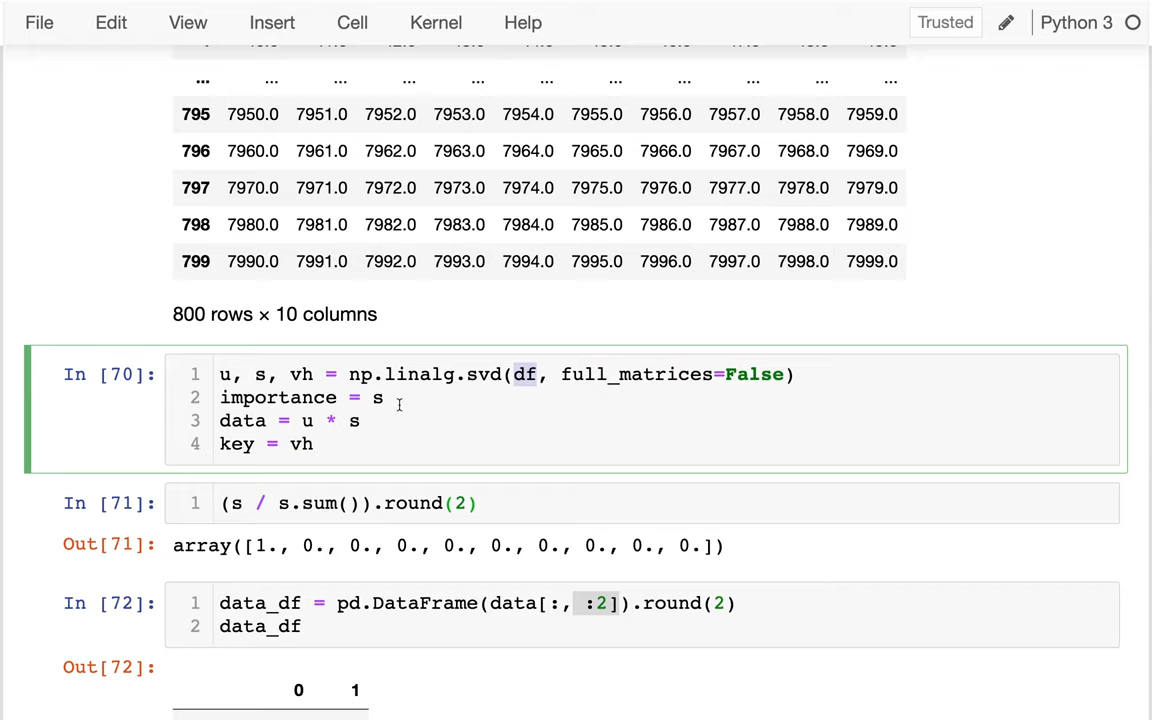 File Edit View Insert Cell Kernel Help Trusted Python 3
... ... ... ... ... ... ... ... ... ... ...
795 7950.0 7951.0 7952.0 7953.0 7954.0 7955.0 7956.0 7957.0 7958.0 7959.0
796 7960.0 7961.0 7962.0 7963.0 7964.0 7965.0 7966.0 7967.0 7968.0 7969.0
797 7970.0 7971.0 7972.0 7973.0 7974.0 7975.0 7976.0 7977.0 7978.0 7979.0
798 7980.0 7981.0 7982.0 7983.0 7984.0 7985.0 7986.0 7987.0 7988.0 7989.0
799 7990.0 7991.0 7992.0 7993.0 7994.0 7995.0 7996.0 7997.0 7998.0 7999.0
800 rows × 10 columns
In [70]: 1 u, s, vh = np.linalg.svd(df, full_matrices=False)
2 importance = s
3 data = u * s
4 key = vh
In [71]: 1 (s / s.sum()).round(2)
Out[71]: array([1., 0., 0., 0., 0., 0., 0., 0., 0., 0.])
In [72]: 1 data_df = pd.DataFrame(data[:, :2]).round(2)
2 data_df
Out[72]:
0 1